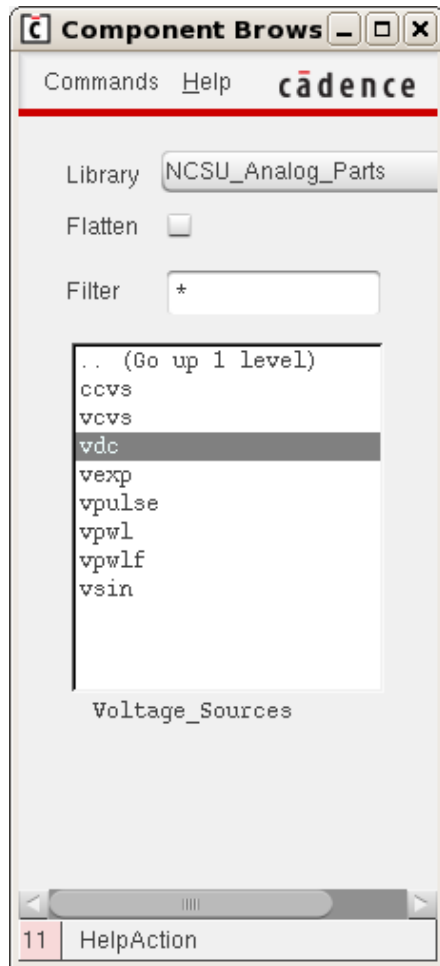 Component Brows
Commands Help cādence
Library NCSU_Analog_Parts
Flatten
Filter *
.. (Go up 1 level)
ccvs
vcvs
vdc
vexp
vpulse
vpwl
vpwlf
vsin
Voltage_Sources
11 HelpAction